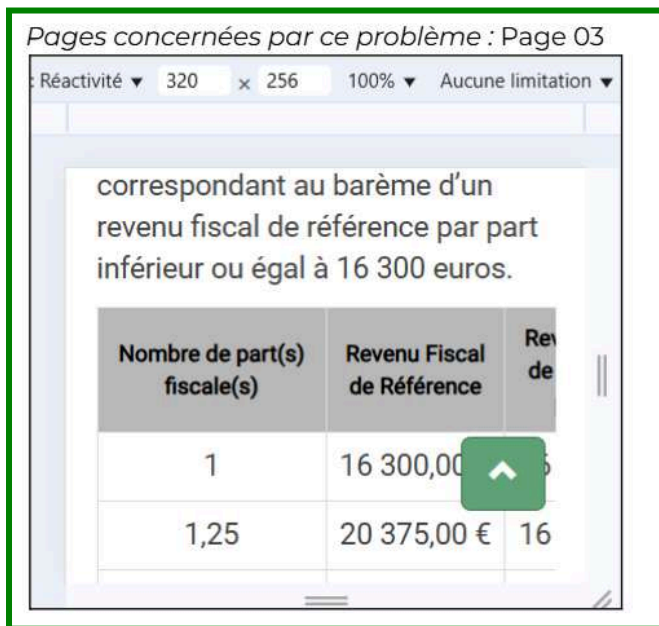 Pages concernées par ce problème : Page 03
: Réactivité ▼ 320 x 256 100% ▼ Aucune limitation ▼
correspondant au barème d’un
revenu fiscal de référence par part
inférieur ou égal à 16 300 euros.
Nombre de part(s) fiscale(s) Revenu Fiscal de Référence
de
1 16 300,00
1,25 20 375,00 € 16